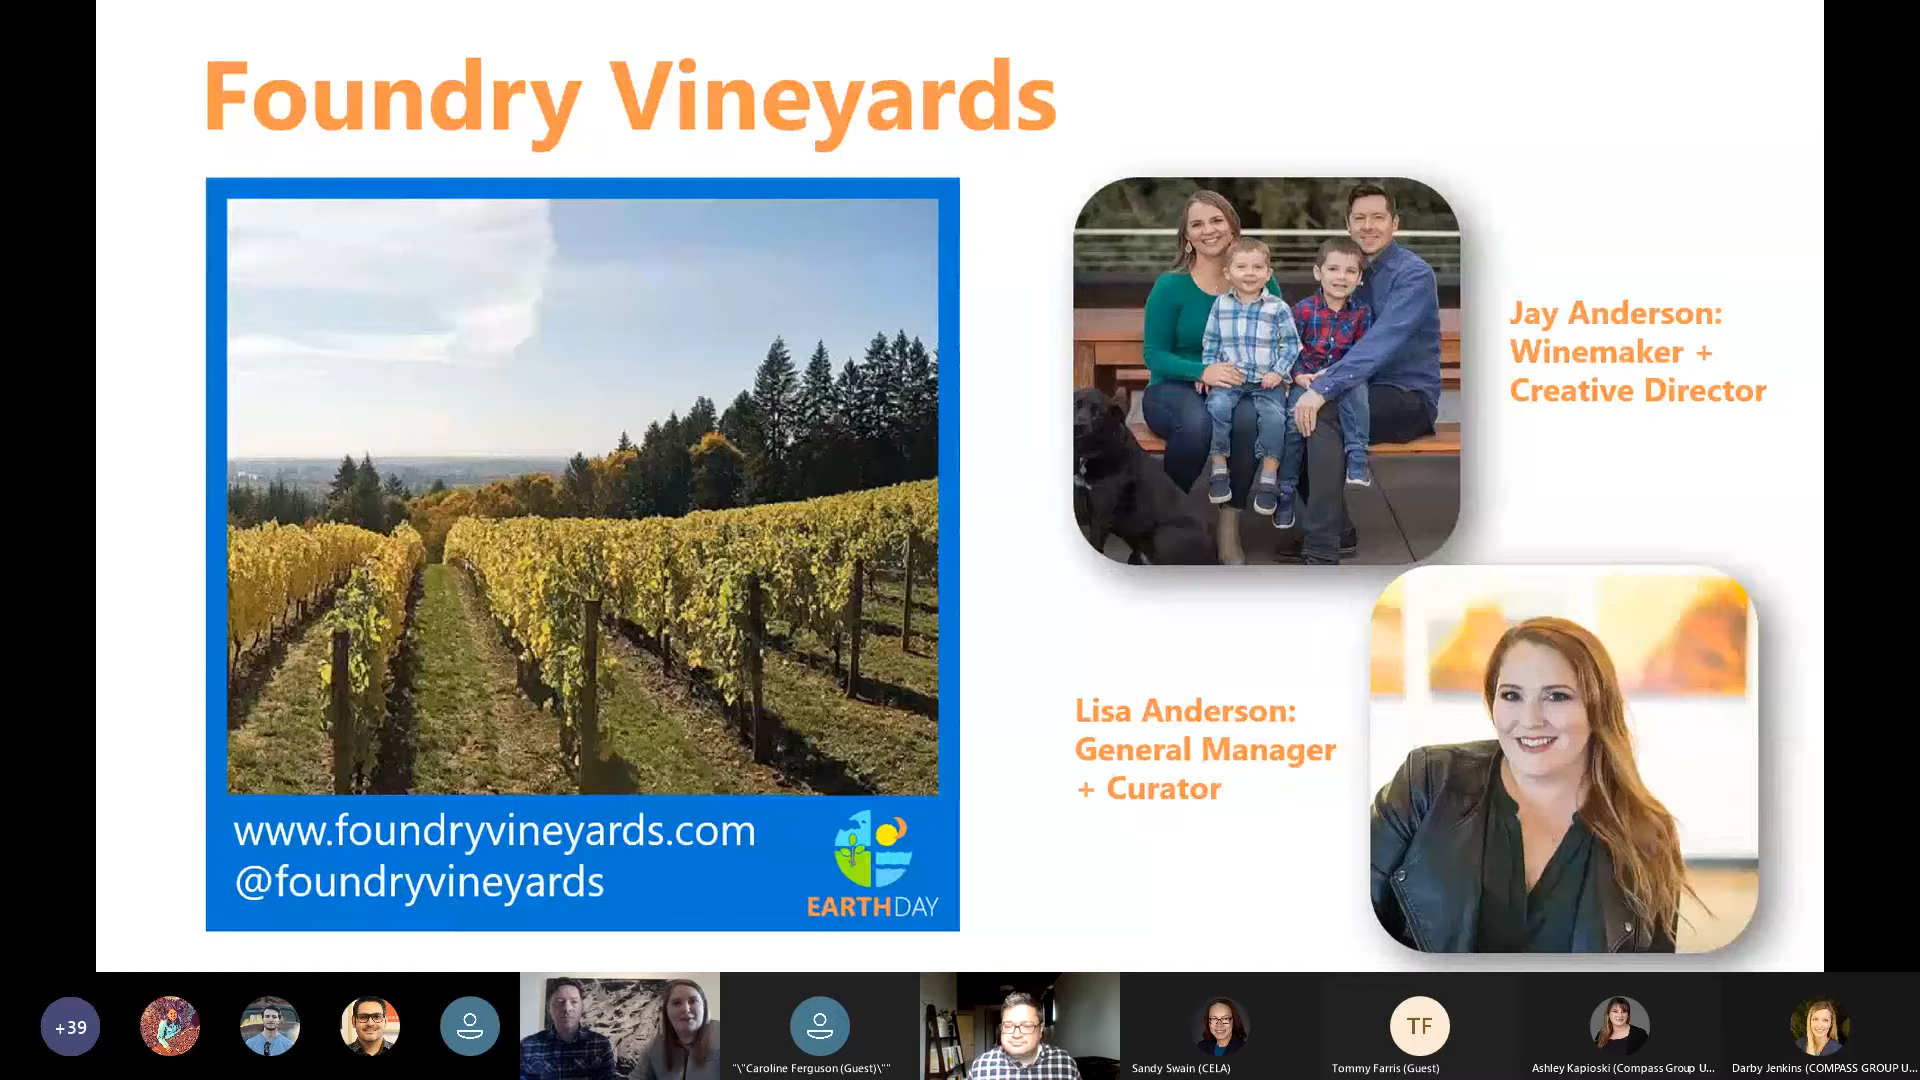 Foundry Vineyards
Jay Anderson:
Winemaker +
Creative Director
Lisa Anderson:
General Manager
+ Curator
www.foundryvineyards.com
@foundryvineyards
EARTHDAY
+39
"\"Caroline Ferguson (Guest)\""
Sandy Swain (CELA)
TF
Tommy Farris (Guest)
Ashley Kapioski (Compass Group U...
Darby Jenkins (COMPASS GROUP U...